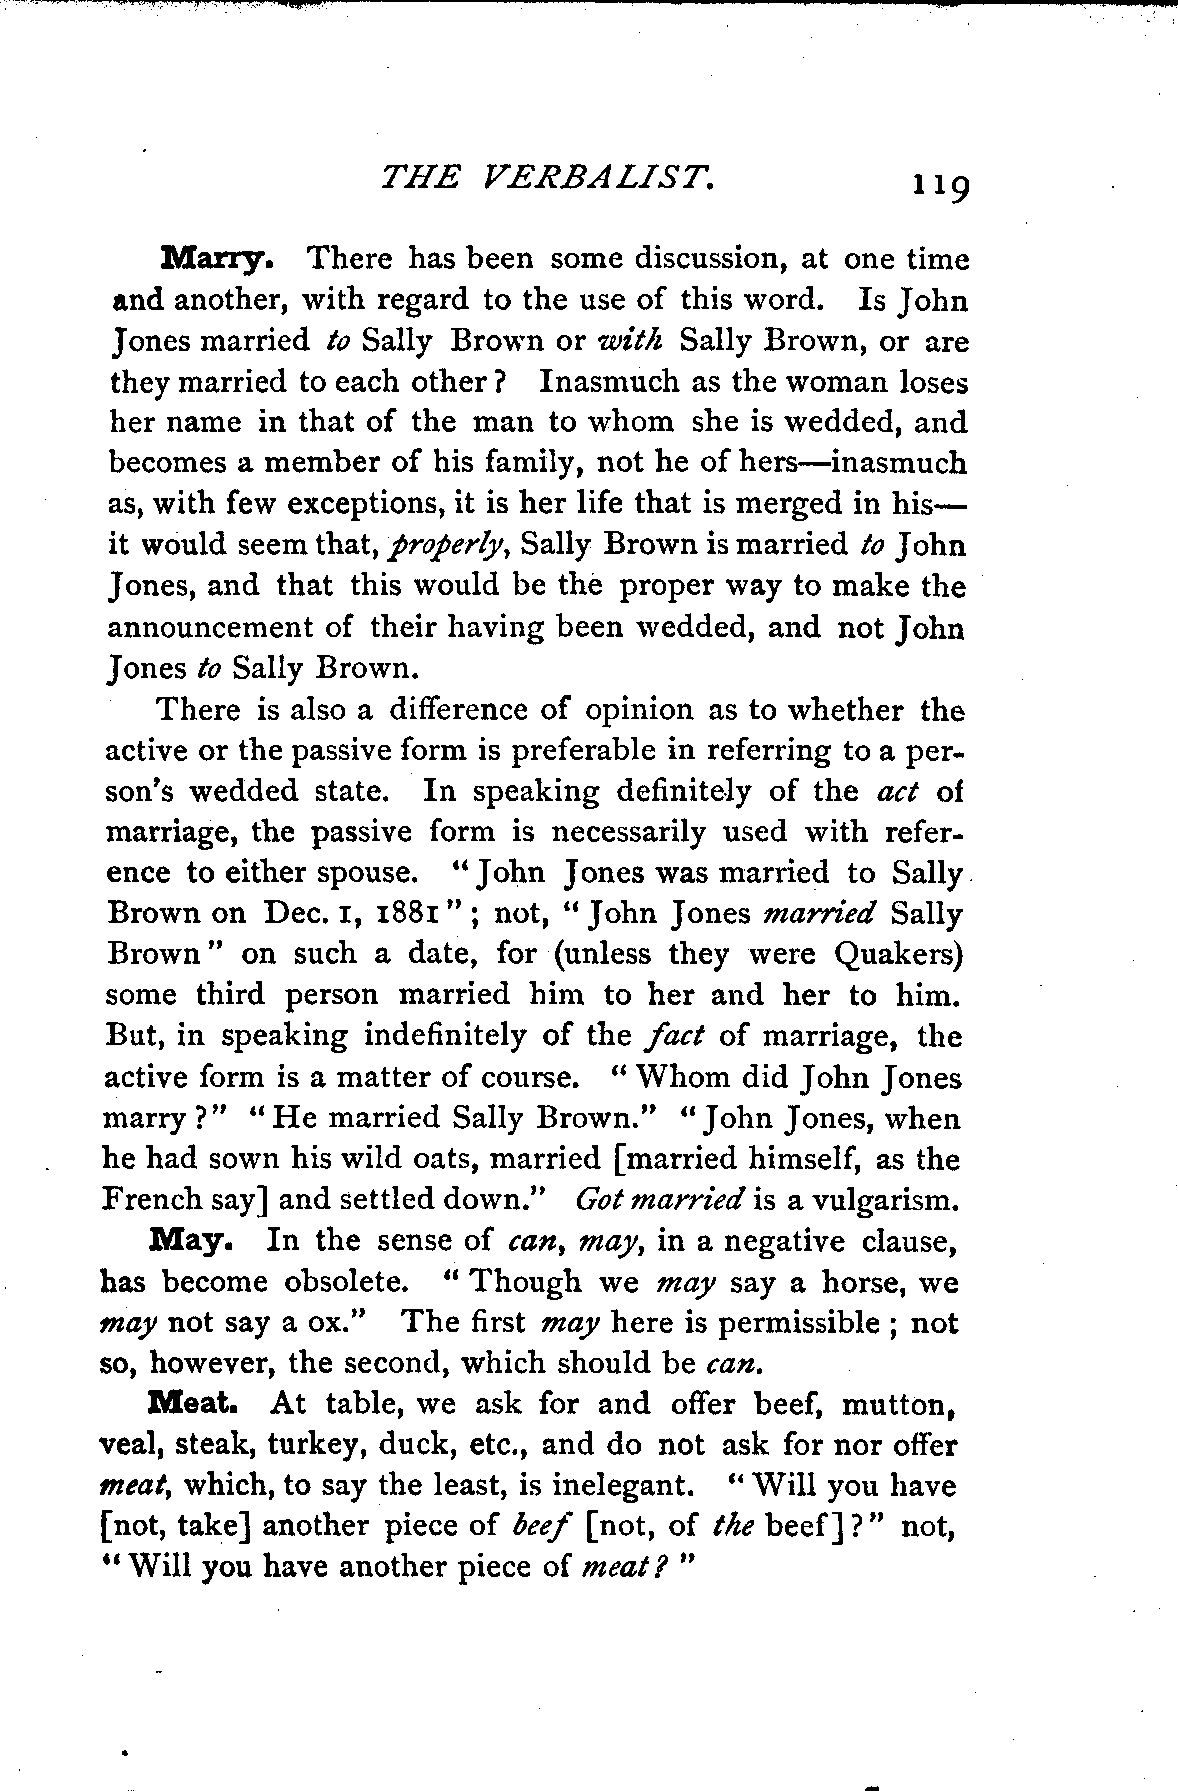 THE VERBALIST. 119
Marry. There has been some discussion, at one time
and another, with regard to the use of this word. Is John
Jones married to Sally Brown or with Sally Brown, or are
they married to each other? Inasmuch as the woman loses
her name in that of the man to whom she is wedded, and
becomes a member of his family, not he of hers—inasmuch
as, with few exceptions, it is her life that is merged in his—
it would seem that, properly, Sally Brown is married to John
Jones, and that this would be the proper way to make the
announcement of their having been wedded, and not John
Jones to Sally Brown.
There is also a difference of opinion as to whether the
active or the passive form is preferable in referring to a per-
son's wedded state. In speaking definitely of the act of
marriage, the passive form is necessarily used with refer-
ence to either spouse. "John Jones was married to Sally
Brown on Dec. 1, 1881"; not, "John Jones married Sally
Brown" on such a date, for (unless they were Quakers)
some third person married him to her and her to him.
But, in speaking indefinitely of the fact of marriage, the
active form is a matter of course. "Whom did John Jones
marry?" "He married Sally Brown." "John Jones, when
he had sown his wild oats, married [married himself, as the
French say] and settled down." Got married is a vulgarism.
May. In the sense of can, may, in a negative clause,
has become obsolete. "Though we may say a horse, we
may not say a ox." The first may here is permissible; not
so, however, the second, which should be can.
Meat. At table, we ask for and offer beef, mutton,
veal, steak, turkey, duck, etc., and do not ask for nor offer
meat, which, to say the least, is inelegant. "Will you have
[not, take] another piece of beef [not, of the beef]?" not,
"Will you have another piece of meat?"